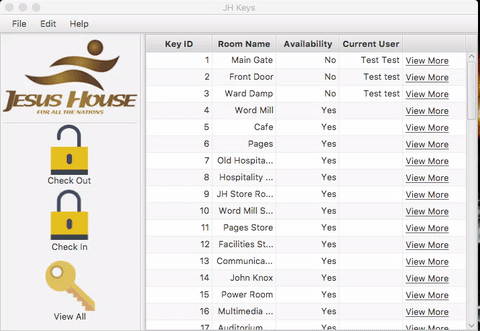 JH Keys
File Edit Help
JESUS HOUSE
FOR ALL THE NATIONS
Check Out
Check In
View All
Key ID Room Name Availability Current User
1 Main Gate No Test Test View More
2 Front Door No Test test View More
3 Ward Damp No Test test View More
4 Word Mill Yes View More
5 Cafe Yes View More
6 Pages Yes View More
7 Old Hospita... Yes View More
8 Hospitality ... Yes View More
9 JH Store Ro... Yes View More
10 Word Mill S... Yes View More
11 Pages Store Yes View More
12 Facilities St... Yes View More
13 Communica... Yes View More
14 John Knox Yes View More
15 Power Room Yes View More
16 Multimedia ... Yes View More
17 Auditorium Yes View More